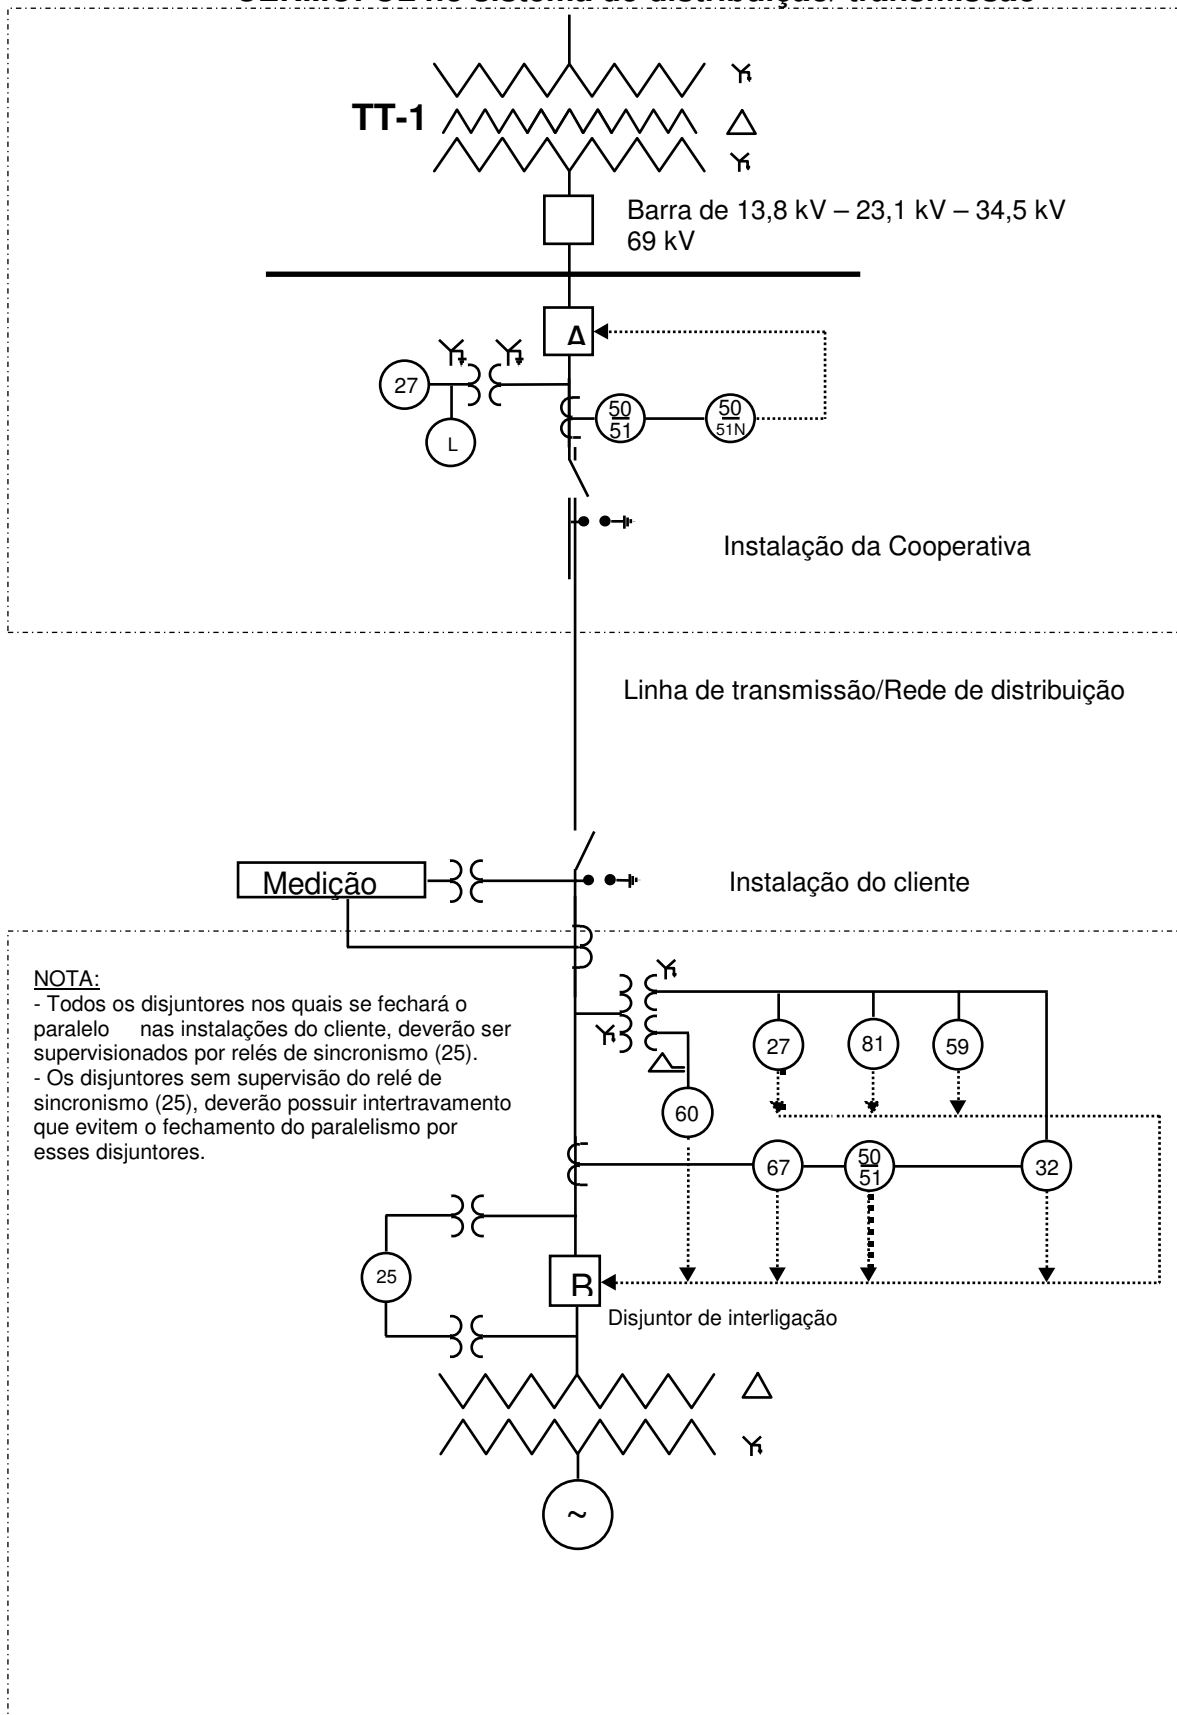 TT-1
Barra de 13,8 kV – 23,1 kV – 34,5 kV
69 kV
A
27
50
51
50
51N
L
Instalação da Cooperativa
Linha de transmissão/Rede de distribuição
Medição
Instalação do cliente
NOTA:
- Todos os disjuntores nos quais se fechará o
paralelo nas instalações do cliente, deverão ser
supervisionados por relés de sincronismo (25).
- Os disjuntores sem supervisão do relé de
sincronismo (25), deverão possuir intertravamento
que evitem o fechamento do paralelismo por
esses disjuntores.
27
81
59
60
67
50
51
32
25
B
Disjuntor de interligação
~